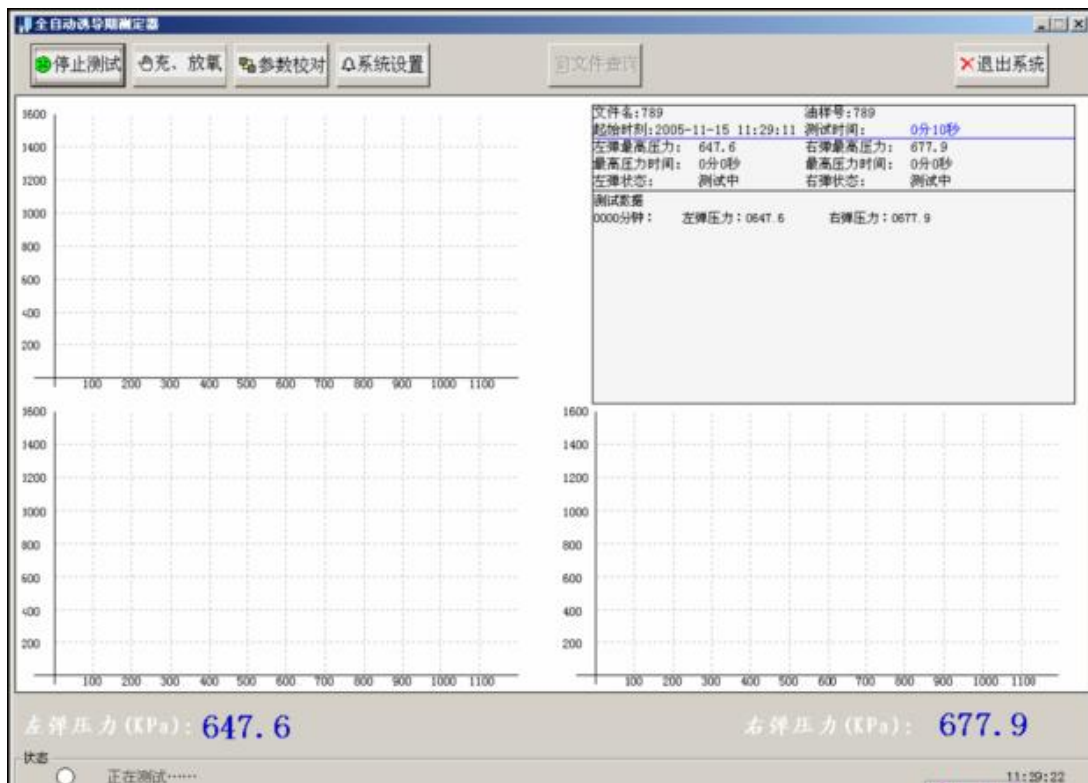 全自动诱导期测定器
停止测试 充、放氧 参数校对 系统设置 文件查询 退出系统
文件名:789 油样号:789
起始时刻:2005-11-15 11:29:11 测试时间: 0分10秒
左弹最高压力: 647.6 右弹最高压力: 677.9
最高压力时间: 0分0秒 最高压力时间: 0分0秒
左弹状态: 测试中 右弹状态: 测试中
测试数据
0000分钟: 左弹压力:0647.6 右弹压力:0677.9
1600
1400
1200
1000
800
600
400
200
100 200 300 400 500 600 700 800 900 1000 1100
1600
1400
1200
1000
800
600
400
200
100 200 300 400 500 600 700 800 900 1000 1100
1600
1400
1200
1000
800
600
400
200
100 200 300 400 500 600 700 800 900 1000 1100
左弹压力(KPa): 647.6 右弹压力(KPa): 677.9
状态
正在测试…… 11:29:22